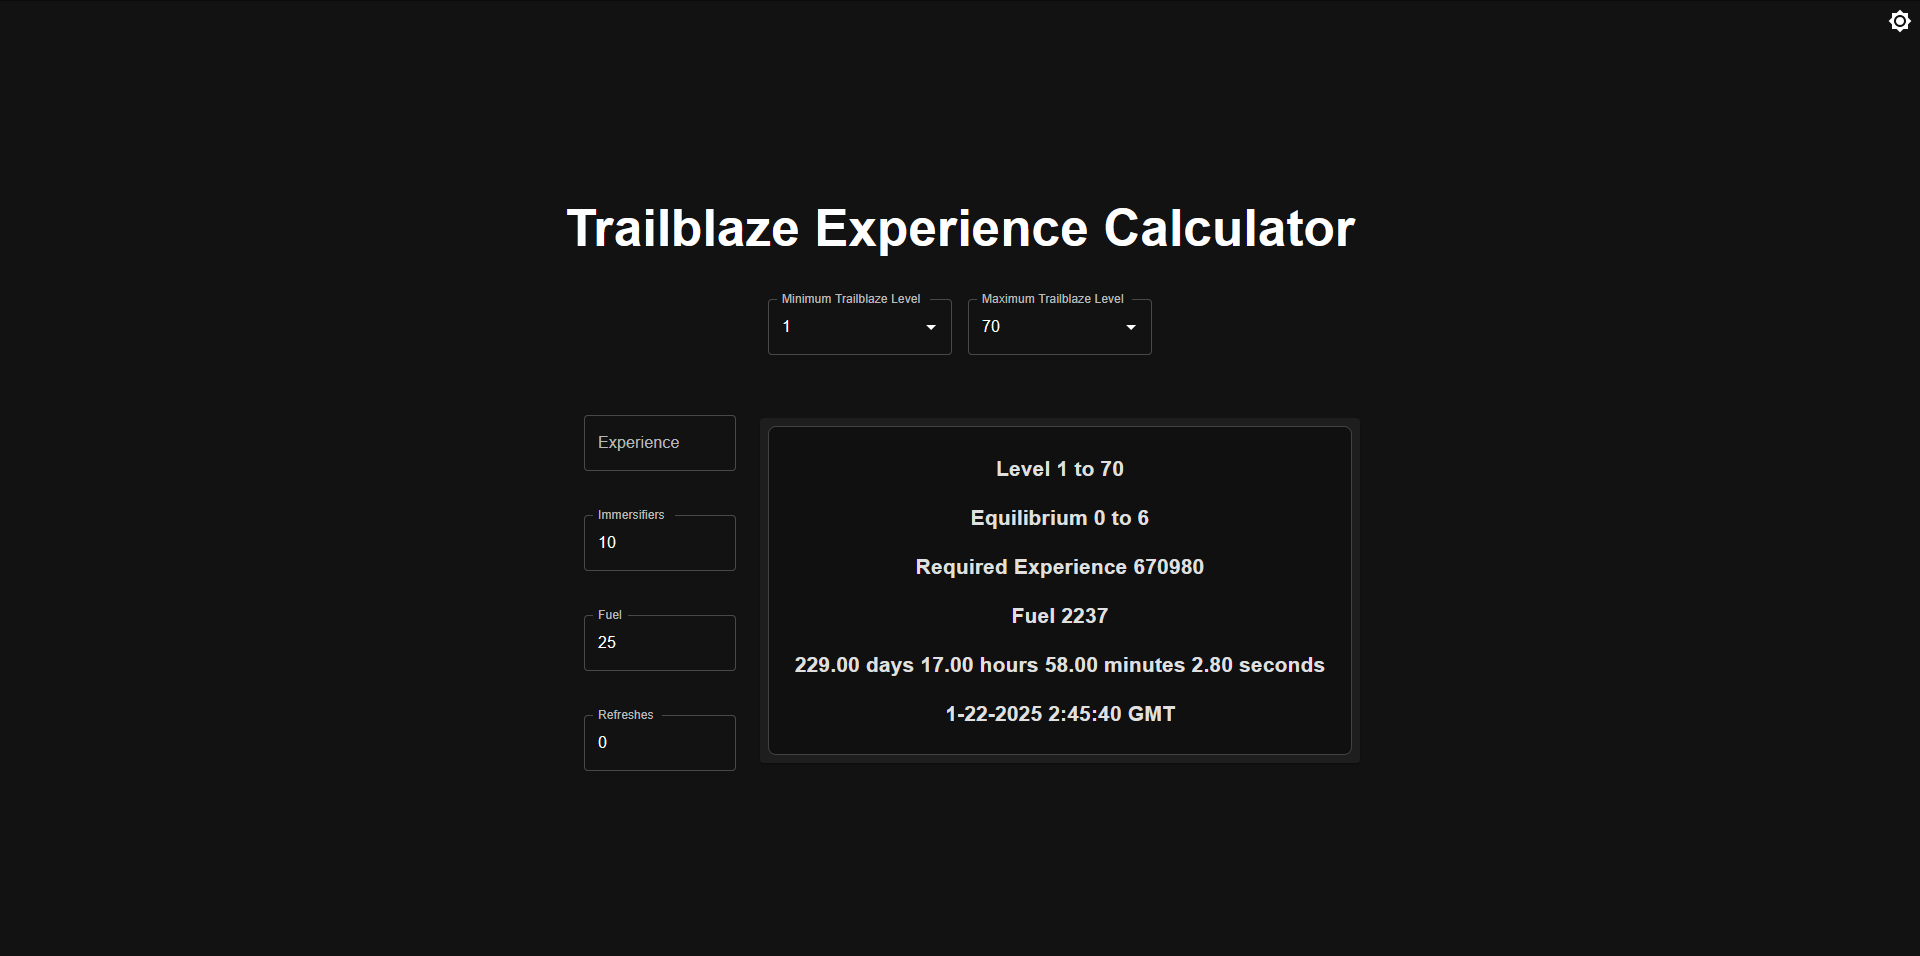 Trailblaze Experience Calculator
Minimum Trailblaze Level
1
Maximum Trailblaze Level
70
Experience
Immersifiers
10
Fuel
25
Refreshes
0
Level 1 to 70
Equilibrium 0 to 6
Required Experience 670980
Fuel 2237
229.00 days 17.00 hours 58.00 minutes 2.80 seconds
1-22-2025 2:45:40 GMT